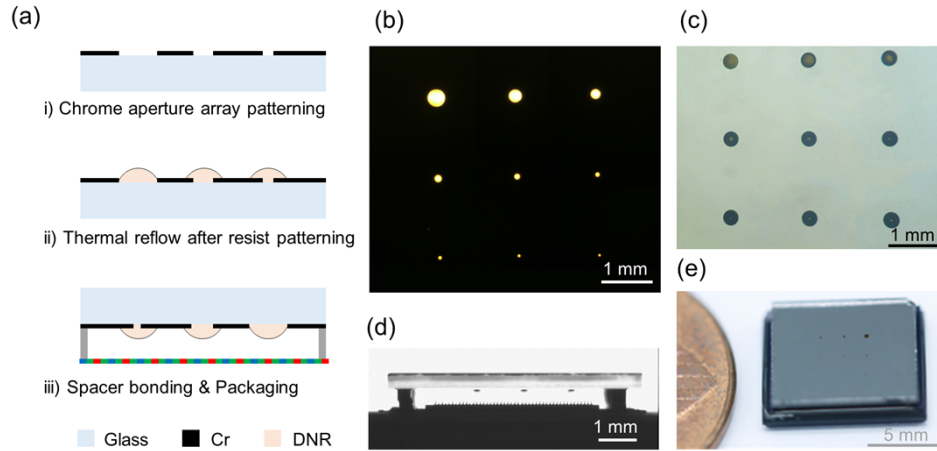 (a)
i) Chrome aperture array patterning
ii) Thermal reflow after resist patterning
iii) Spacer bonding & Packaging
Glass Cr DNR
(b)
1 mm
(c)
1 mm
(d)
1 mm
(e)
5 mm